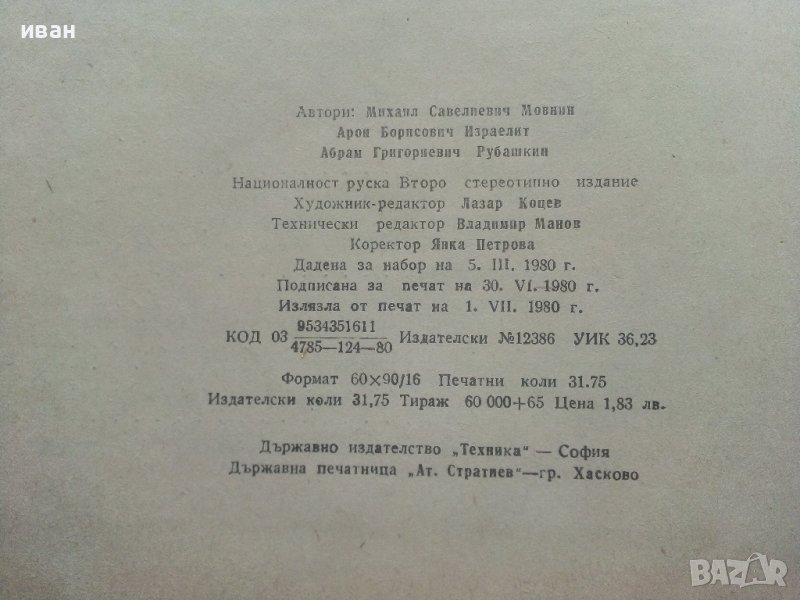 иван
Автори: Михаил Савелиевич Мовнин
Арон Борисович Израелит
Абрам Григориевич Рубашкин
Националност руска Второ стереотипно издание
Художник-редактор Лазар Коцев
Технически редактор Владимир Манов
Коректор Янка Петрова
Дадена за набор на 5. III. 1980 г.
Подписана за печат на 30. VI. 1980 г.
Излязла от печат на 1. VII. 1980 г.
9534351611
КОД 03 Издателски №12386 УИК 36,23
4785—124—80
Формат 60×90/16 Печатни коли 31.75
Издателски коли 31,75 Тираж 60 000+65 Цена 1,83 лв.
Държавно издателство „Техника“ — София
Държавна печатница „Ат. Стратиев“—гр. Хасково
BAZAR